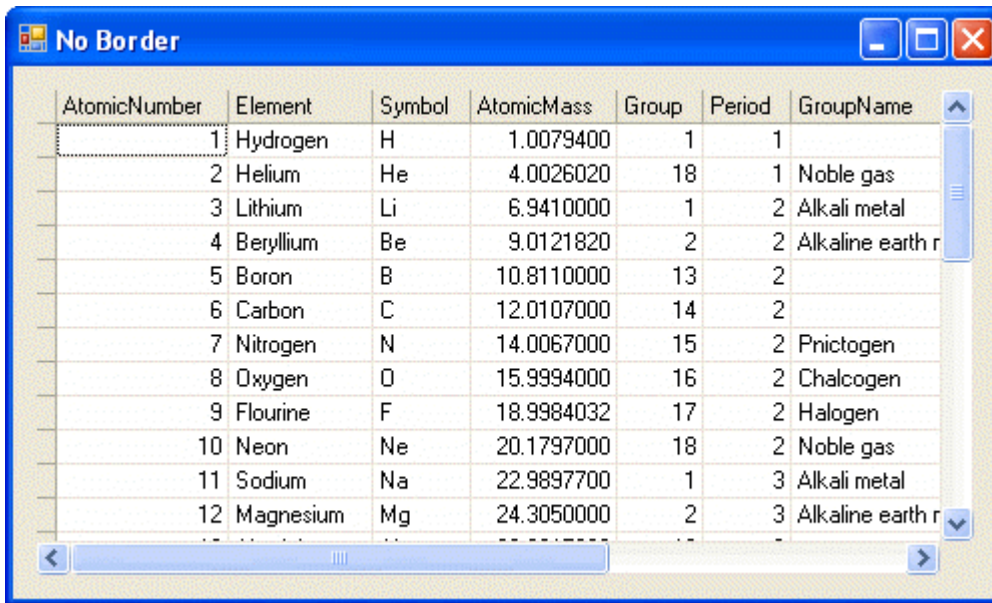 No Border
AtomicNumber Element Symbol AtomicMass Group Period GroupName
1 Hydrogen H 1.0079400 1 1
2 Helium He 4.0026020 18 1 Noble gas
3 Lithium Li 6.9410000 1 2 Alkali metal
4 Beryllium Be 9.0121820 2 2 Alkaline earth
5 Boron B 10.8110000 13 2
6 Carbon C 12.0107000 14 2
7 Nitrogen N 14.0067000 15 2 Pnictogen
8 Oxygen O 15.9994000 16 2 Chalcogen
9 Flourine F 18.9984032 17 2 Halogen
10 Neon Ne 20.1797000 18 2 Noble gas
11 Sodium Na 22.9897700 1 3 Alkali metal
12 Magnesium Mg 24.3050000 2 3 Alkaline earth